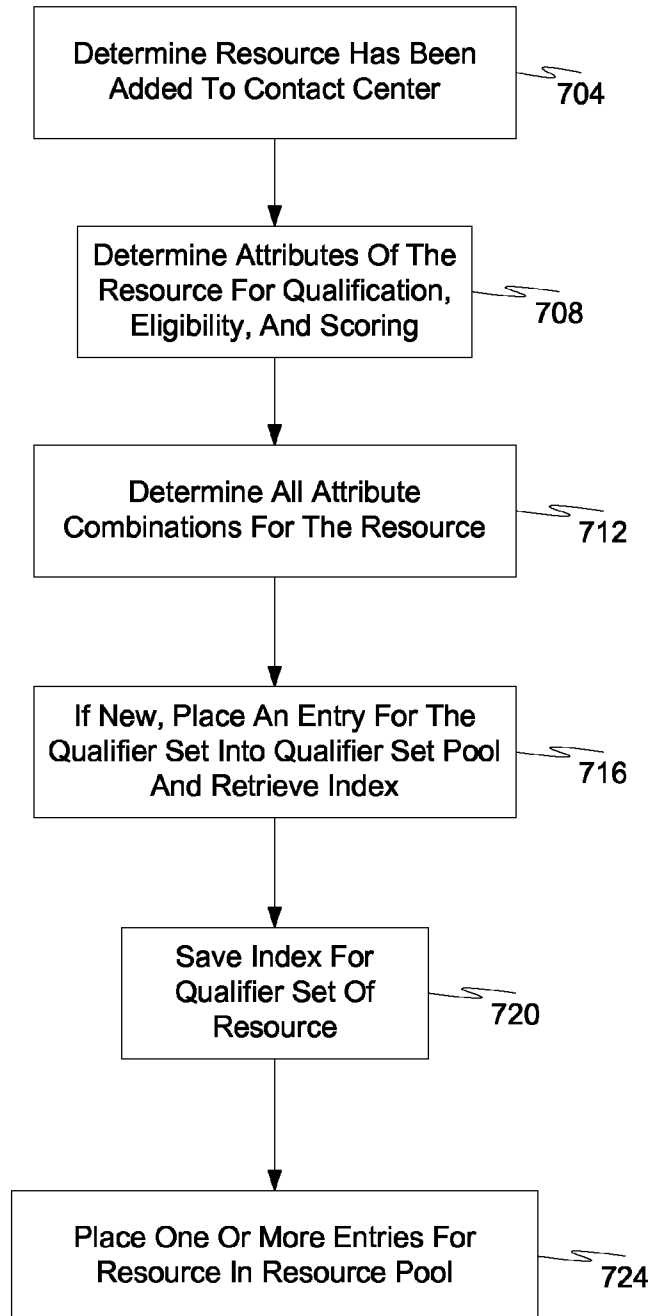 Determine Resource Has Been
Added To Contact Center
704
Determine Attributes Of The
Resource For Qualification,
Eligibility, And Scoring
708
Determine All Attribute
Combinations For The Resource
712
If New, Place An Entry For The
Qualifier Set Into Qualifier Set Pool
And Retrieve Index
716
Save Index For
Qualifier Set Of
Resource
720
Place One Or More Entries For
Resource In Resource Pool
724